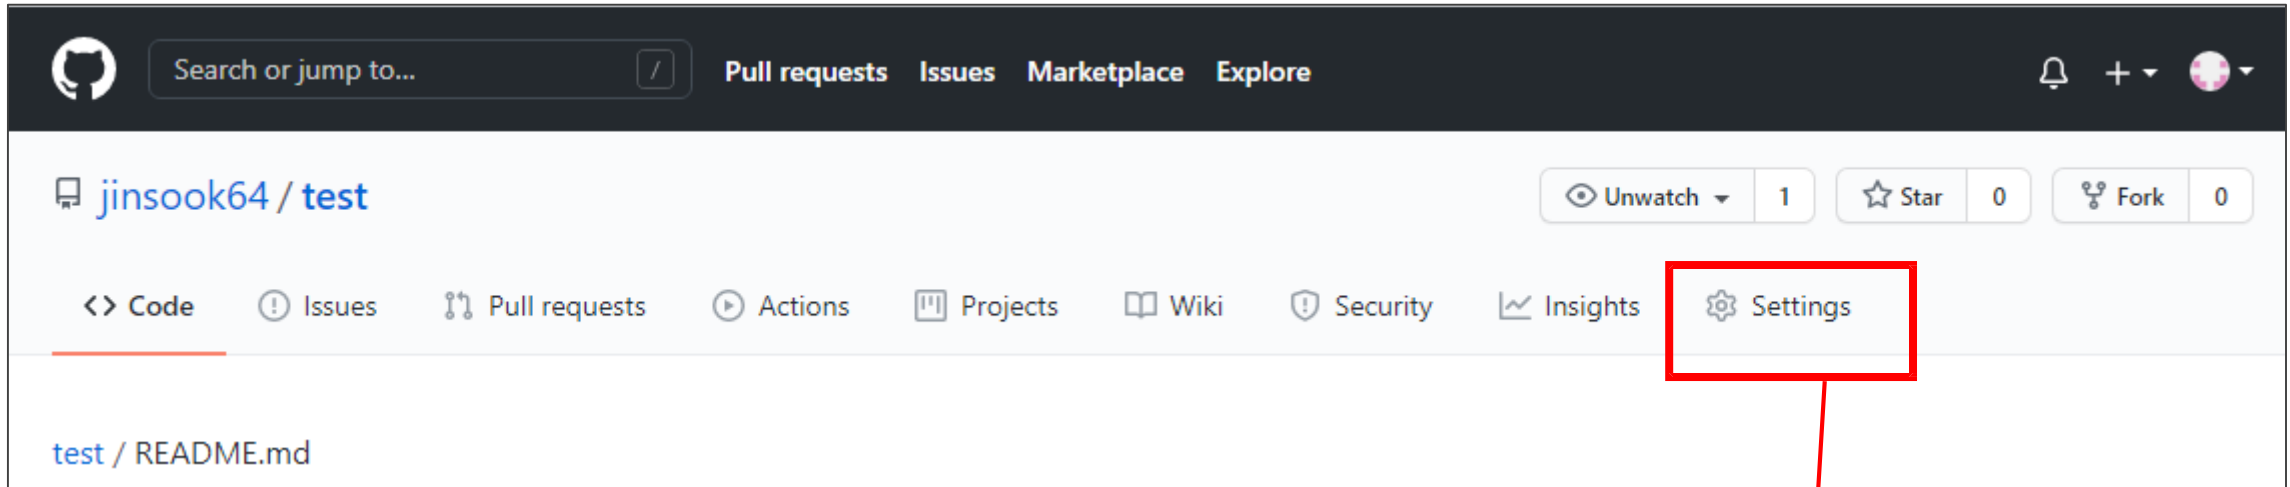 Search or jump to... / Pull requests Issues Marketplace Explore
jinsook64 / test Unwatch 1 Star 0 Fork 0
<> Code Issues Pull requests Actions Projects Wiki Security Insights Settings
test / README.md